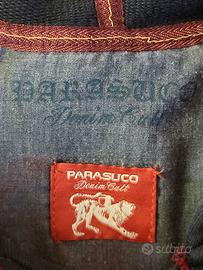 PARASUCO
Denim Cult
PARASUCO
Denim Cult
subito